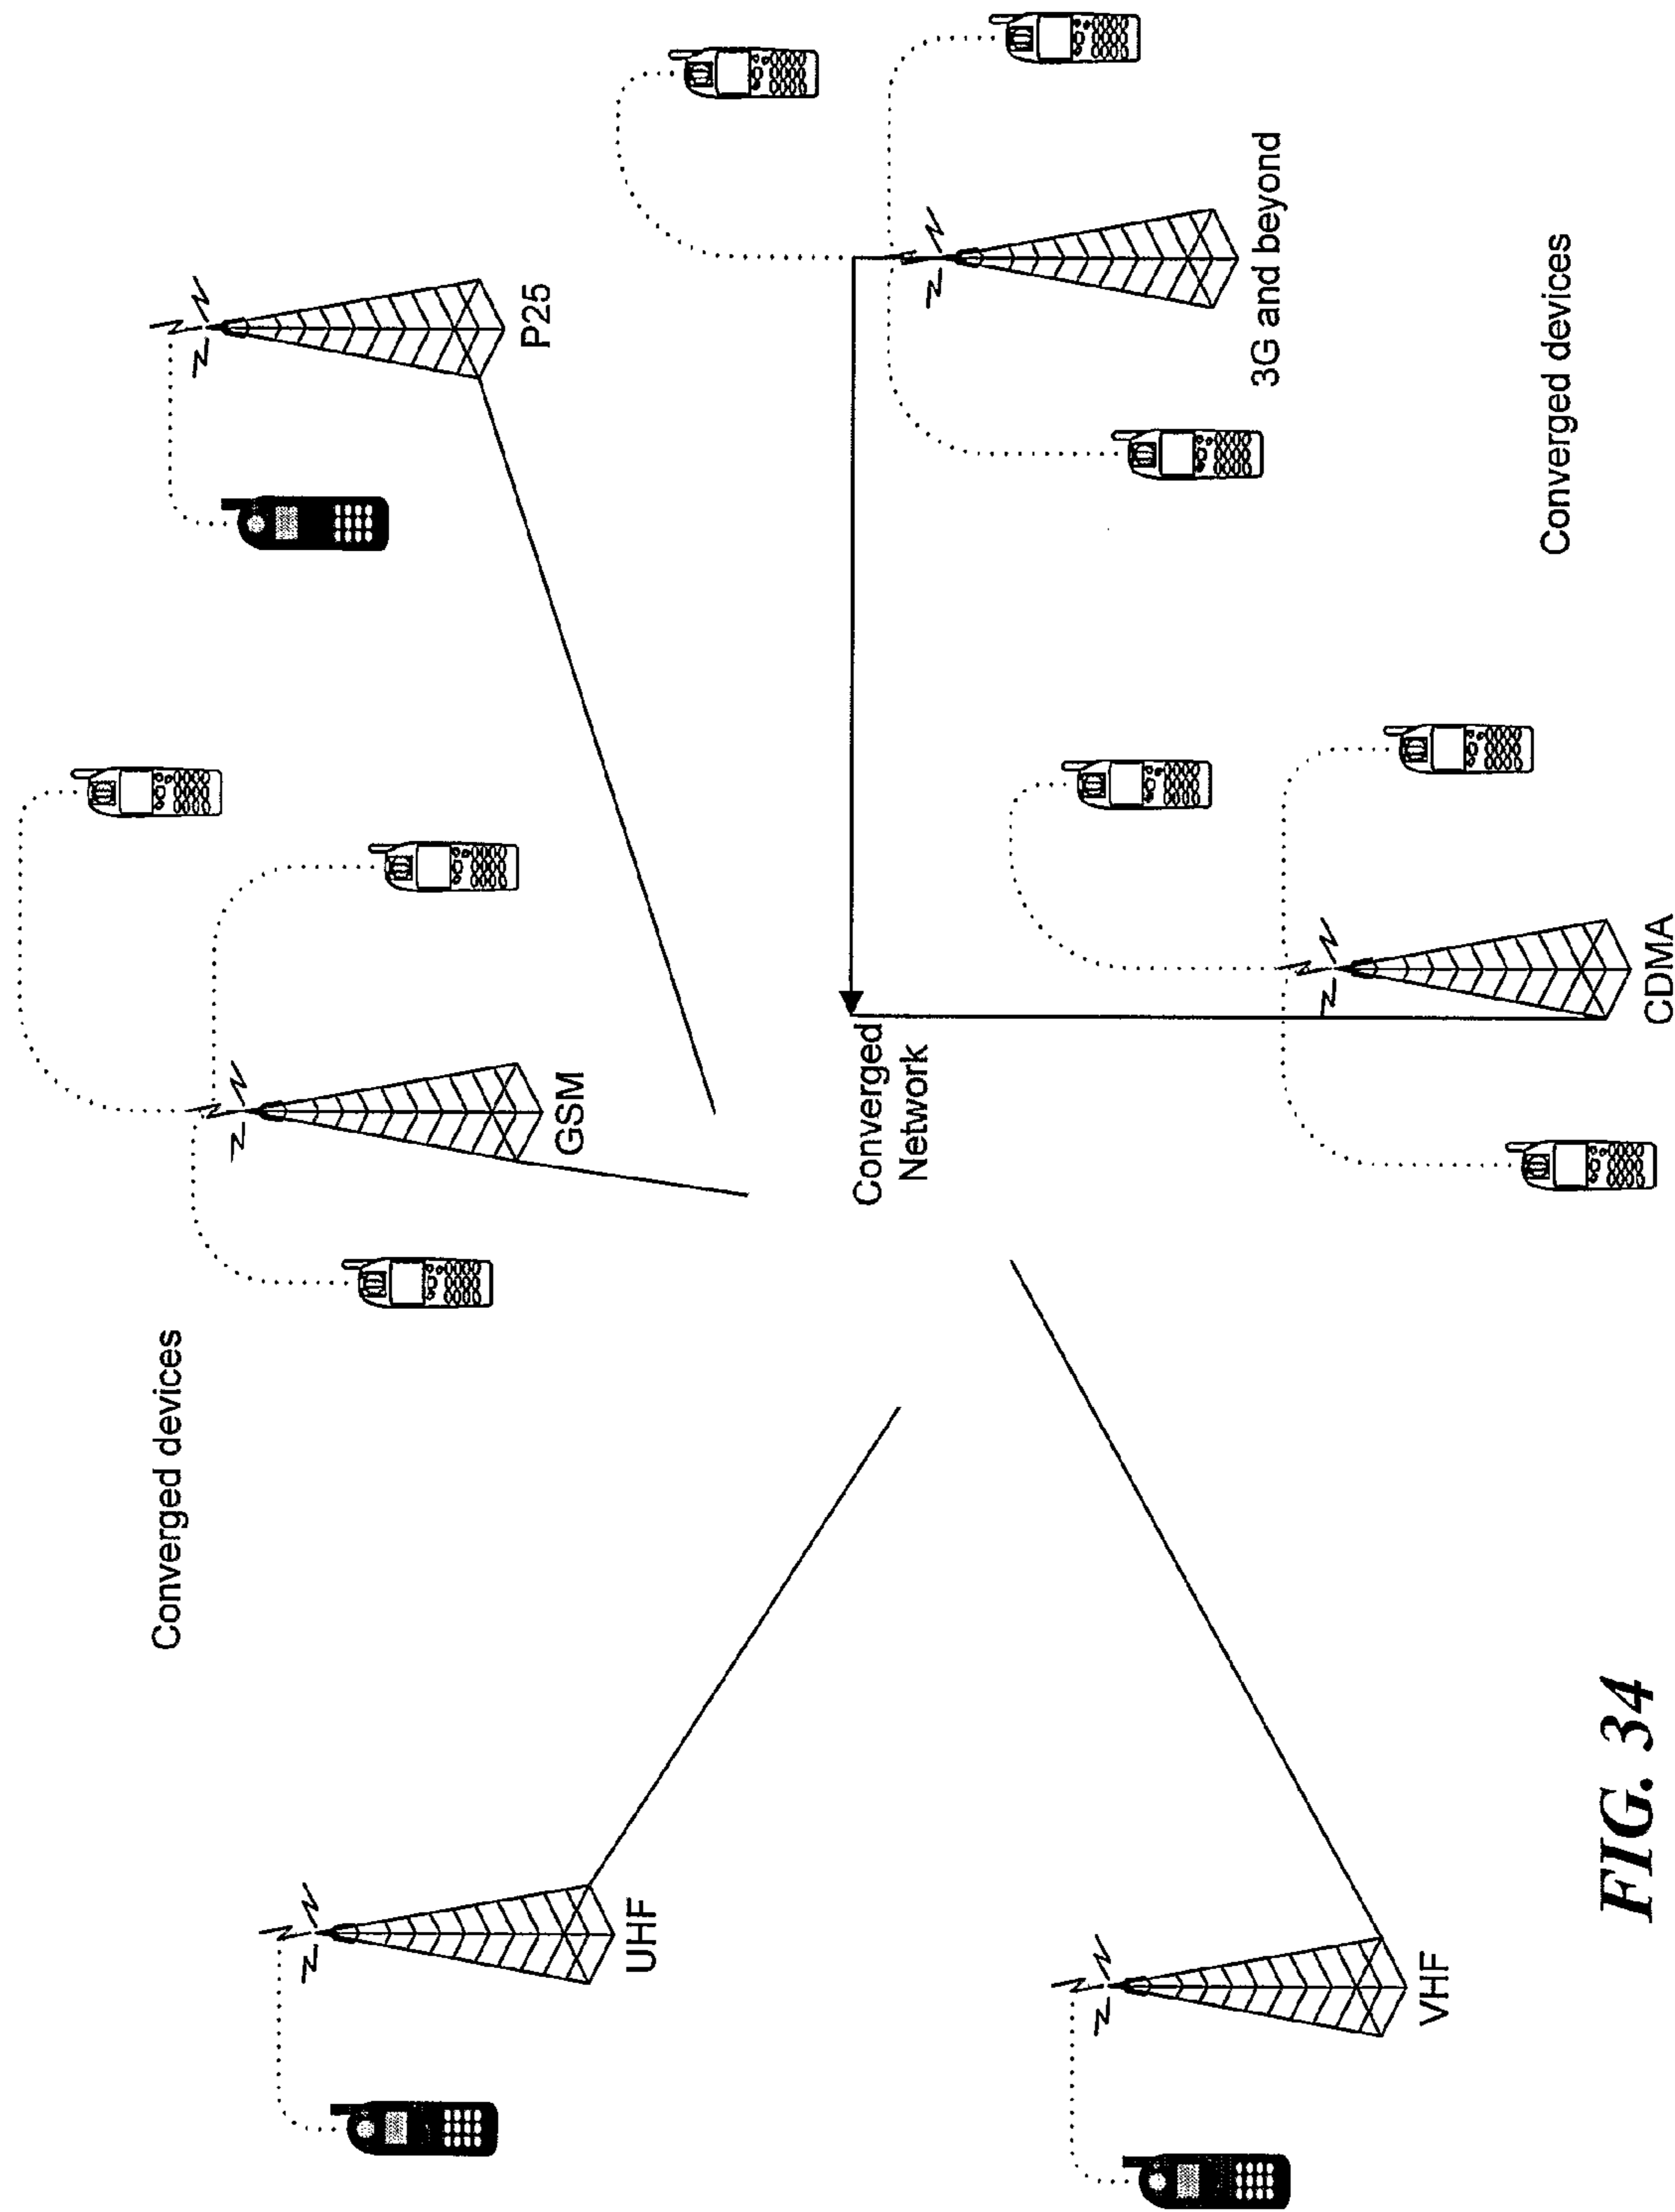 Converged devices
UHF
GSM
P25
Converged
Network
VHF
CDMA
3G and beyond
Converged devices
FIG. 34